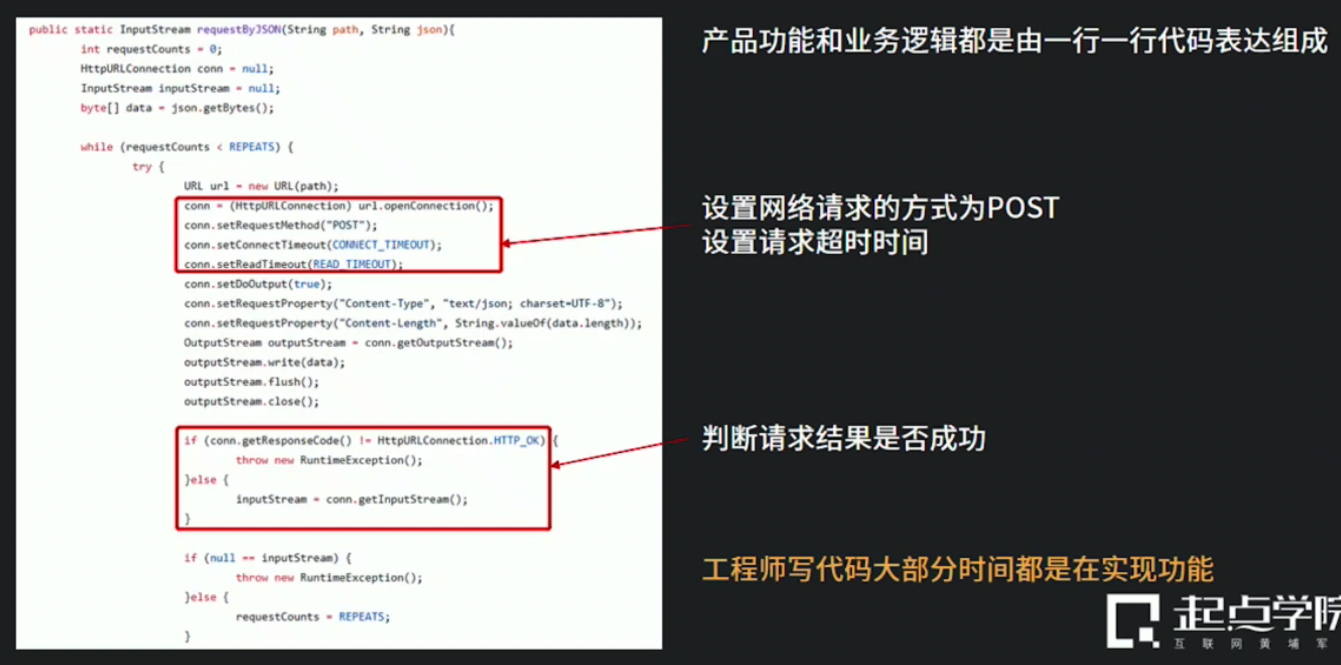 public static InputStream requestByJSON(String path, String json){
int requestCounts = 0;
HttpURLConnection conn = null;
InputStream inputStream = null;
byte[] data = json.getBytes();
while (requestCounts < REPEATS) {
try {
URL url = new URL(path);
conn = (HttpURLConnection) url.openConnection();
conn.setRequestMethod("POST");
conn.setConnectTimeout(CONNECT_TIMEOUT);
conn.setReadTimeout(READ_TIMEOUT);
conn.setDoOutput(true);
conn.setRequestProperty("Content-Type", "text/json; charset=UTF-8");
conn.setRequestProperty("Content-Length", String.valueOf(data.length));
OutputStream outputStream = conn.getOutputStream();
outputStream.write(data);
outputStream.flush();
outputStream.close();
if (conn.getResponseCode() != HttpURLConnection.HTTP_OK) {
throw new RuntimeException();
}else {
inputStream = conn.getInputStream();
}
if (null == inputStream) {
throw new RuntimeException();
}else {
requestCounts = REPEATS;
}
产品功能和业务逻辑都是由一行一行代码表达组成
设置网络请求的方式为POST
设置请求超时时间
判断请求结果是否成功
工程师写代码大部分时间都是在实现功能
起点学院
互联网黄埔军